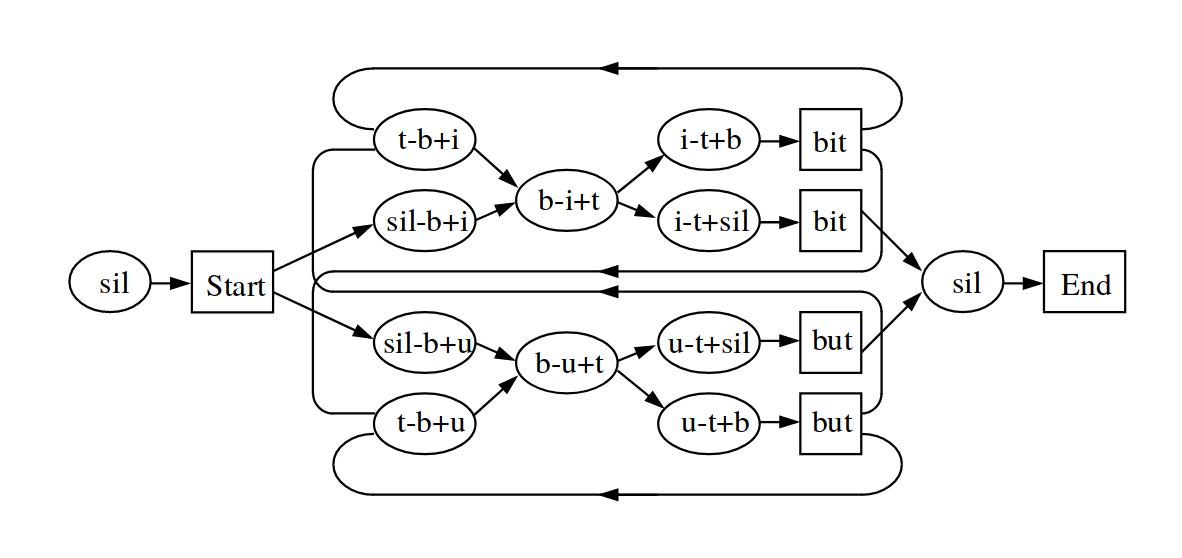 t-b+i
i-t+b
bit
b-i+t
sil-b+i
i-t+sil
bit
sil
Start
sil
End
sil-b+u
u-t+sil
but
b-u+t
t-b+u
u-t+b
but